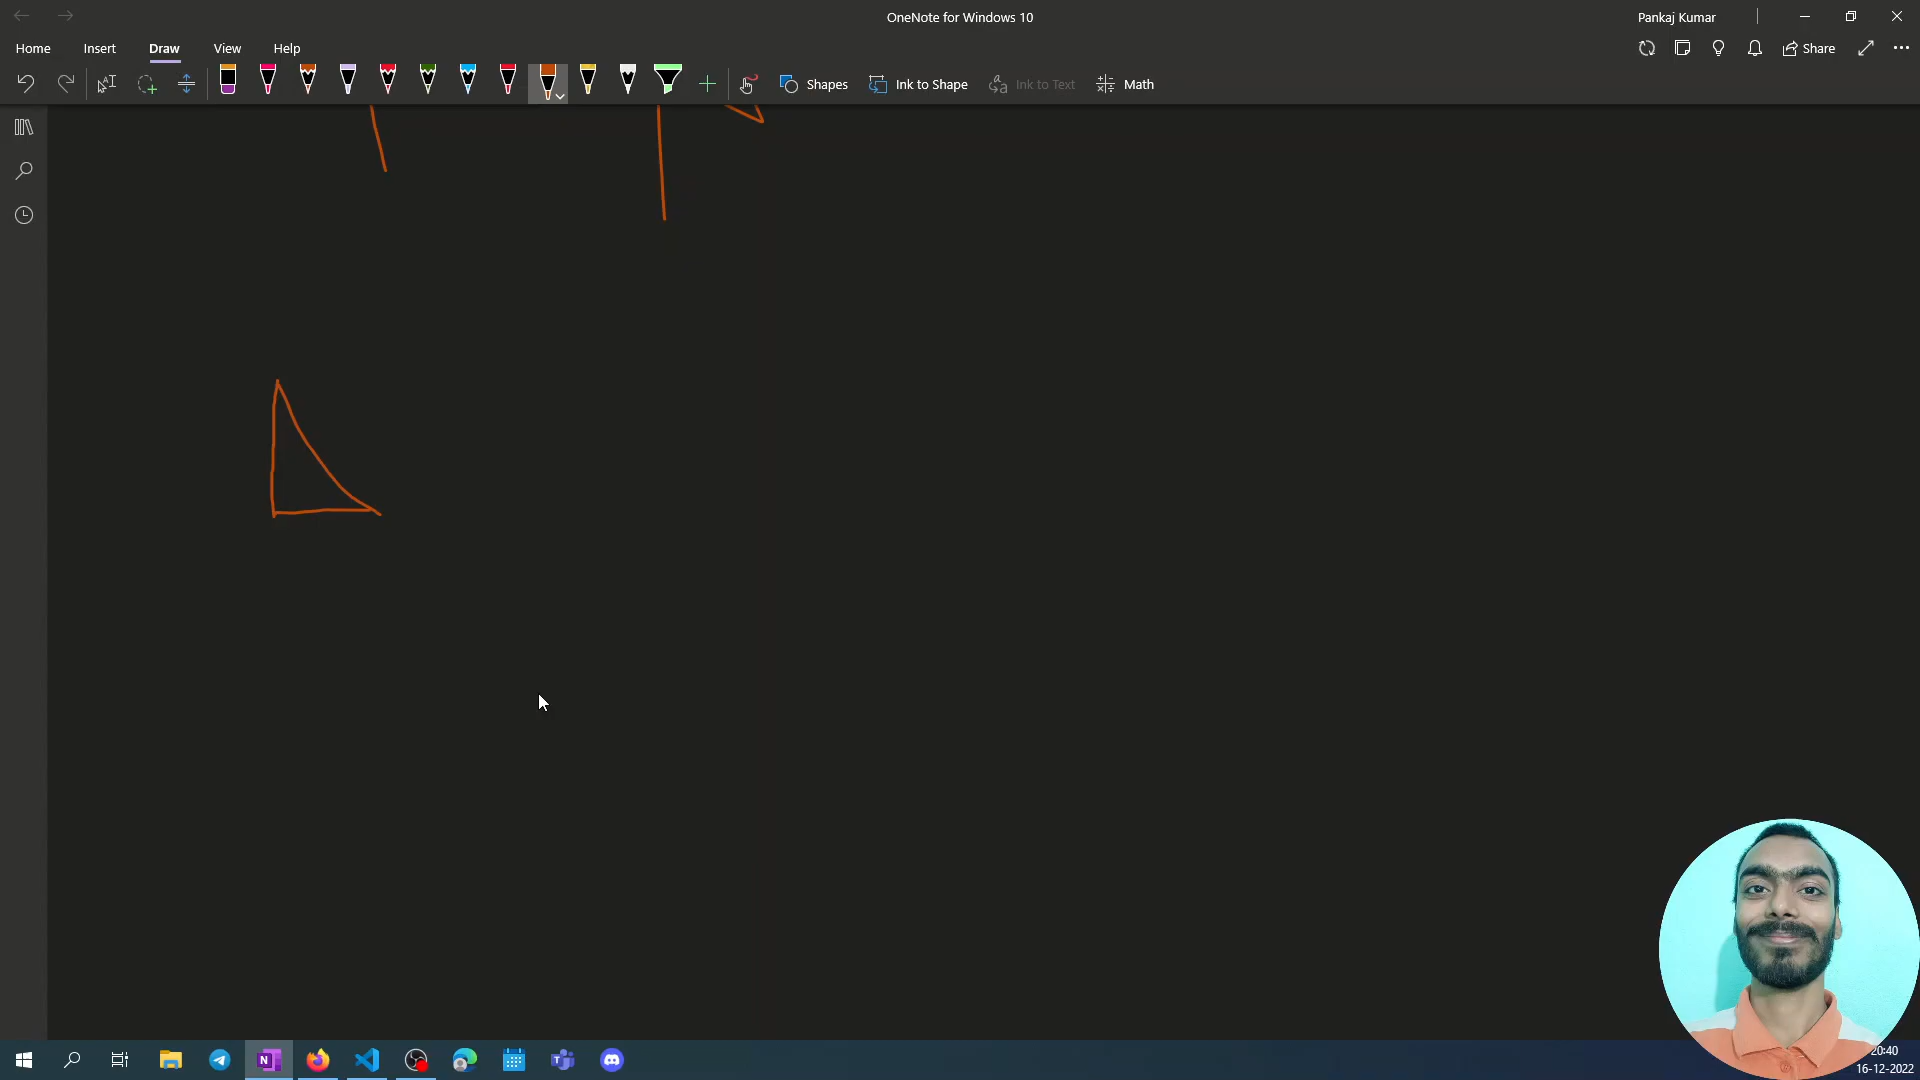 OneNote for Windows 10
Pankaj Kumar
Home Insert Draw View Help
Share
Shapes Ink to Shape Ink to Text Math
20:40
16-12-2022